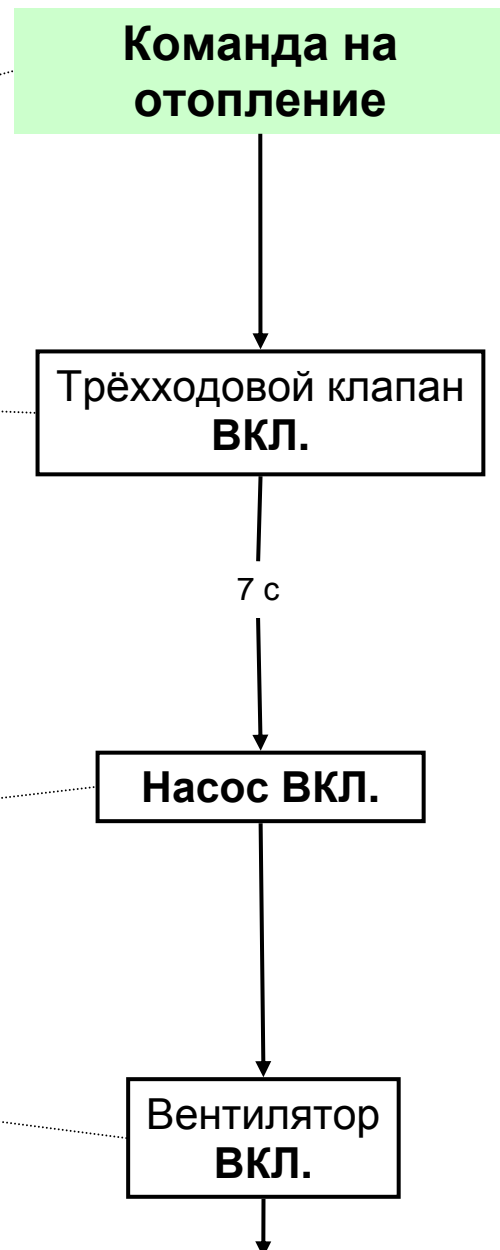 Команда на
отопление
Трёхходовой клапан
ВКЛ.
7 с
Насос ВКЛ.
Вентилятор
ВКЛ.